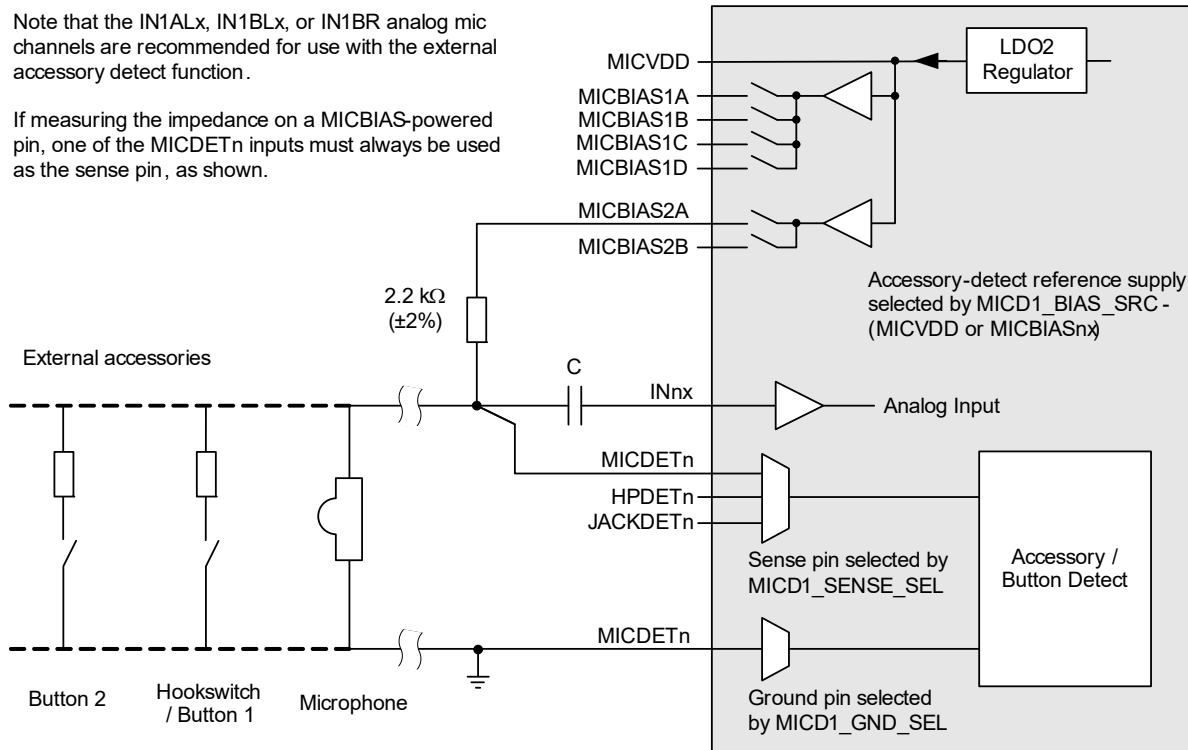 Note that the IN1ALx, IN1BLx, or IN1BR analog mic
channels are recommended for use with the external
accessory detect function.
If measuring the impedance on a MICBIAS-powered
pin, one of the MICDETn inputs must always be used
as the sense pin, as shown.
LDO2
Regulator
MICVDD
MICBIAS1A
MICBIAS1B
MICBIAS1C
MICBIAS1D
MICBIAS2A
MICBIAS2B
Accessory-detect reference supply
selected by MICD1_BIAS_SRC -
(MICVDD or MICBIASnx)
2.2 kΩ
(±2%)
External accessories
C
INnx
Analog Input
MICDETn
HPDETn
JACKDETn
Sense pin selected by
MICD1_SENSE_SEL
Accessory /
Button Detect
MICDETn
Ground pin selected
by MICD1_GND_SEL
Button 2
Hookswitch
/ Button 1
Microphone